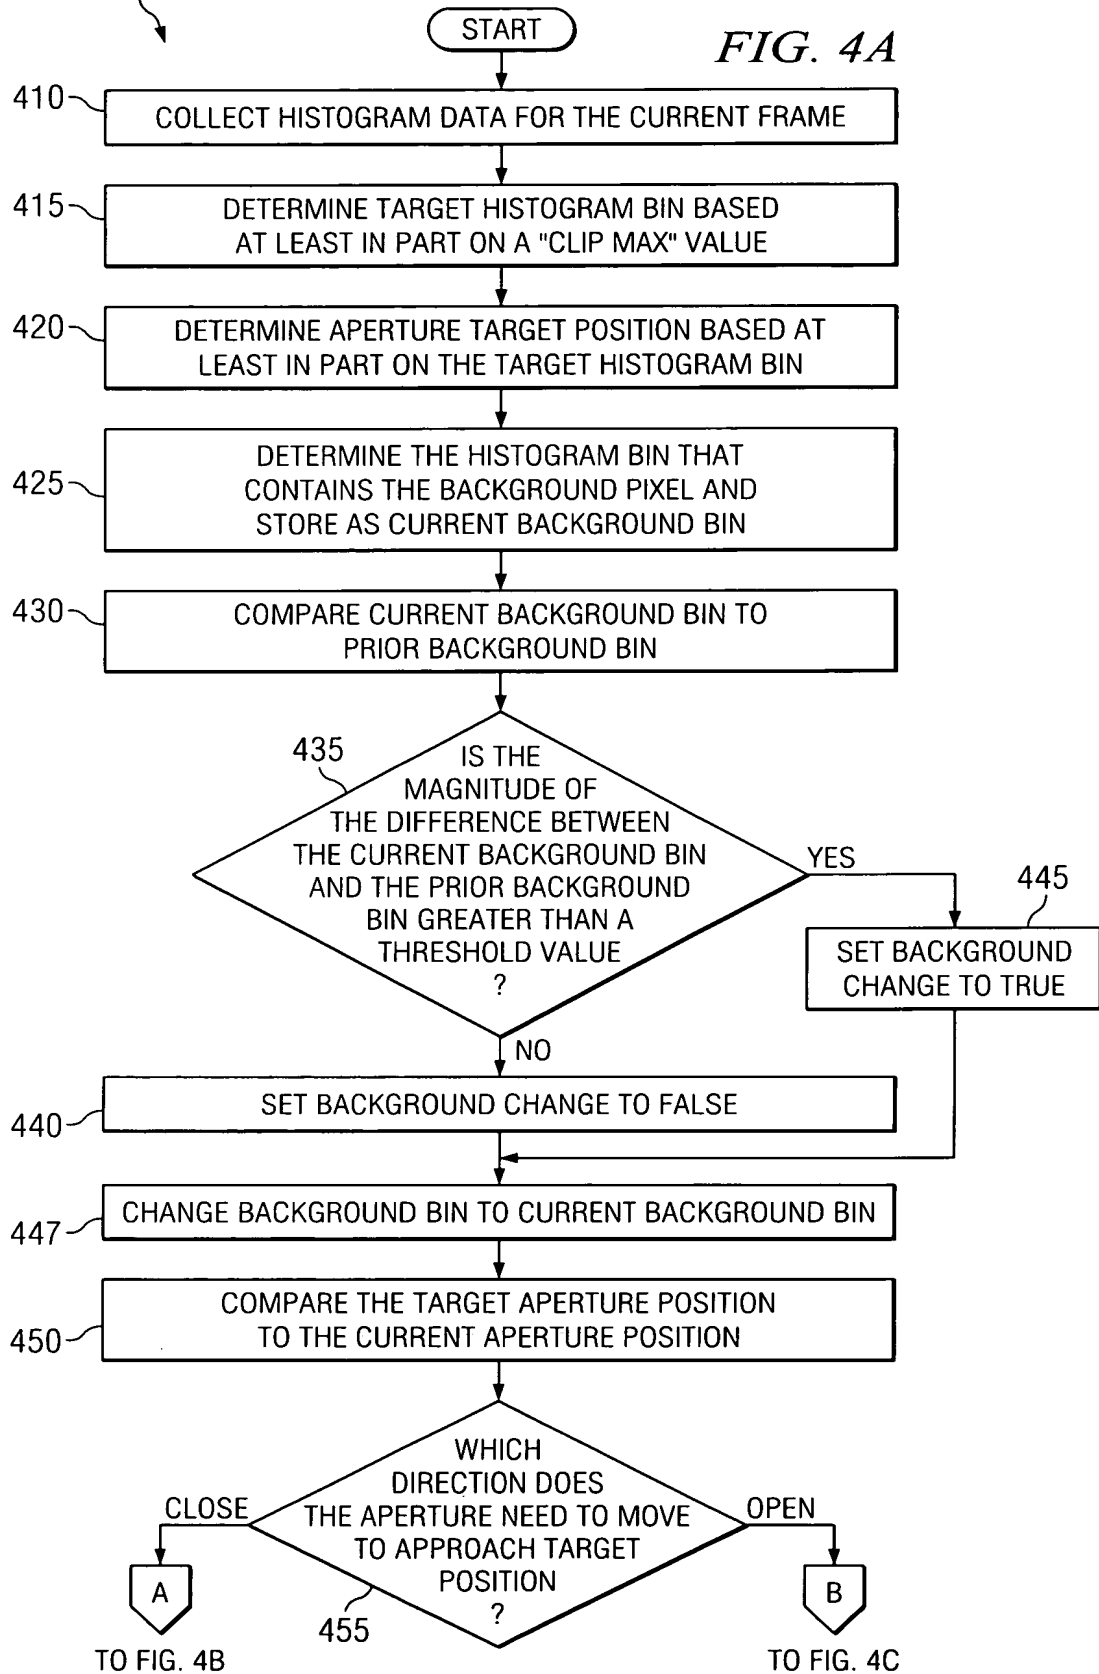 START
FIG. 4A
410
COLLECT HISTOGRAM DATA FOR THE CURRENT FRAME
415
DETERMINE TARGET HISTOGRAM BIN BASED
AT LEAST IN PART ON A "CLIP MAX" VALUE
420
DETERMINE APERTURE TARGET POSITION BASED AT
LEAST IN PART ON THE TARGET HISTOGRAM BIN
425
DETERMINE THE HISTOGRAM BIN THAT
CONTAINS THE BACKGROUND PIXEL AND
STORE AS CURRENT BACKGROUND BIN
430
COMPARE CURRENT BACKGROUND BIN TO
PRIOR BACKGROUND BIN
435
IS THE
MAGNITUDE OF
THE DIFFERENCE BETWEEN
THE CURRENT BACKGROUND BIN
AND THE PRIOR BACKGROUND
BIN GREATER THAN A
THRESHOLD VALUE
?
YES
445
SET BACKGROUND
CHANGE TO TRUE
NO
440
SET BACKGROUND CHANGE TO FALSE
447
CHANGE BACKGROUND BIN TO CURRENT BACKGROUND BIN
450
COMPARE THE TARGET APERTURE POSITION
TO THE CURRENT APERTURE POSITION
WHICH
DIRECTION DOES
THE APERTURE NEED TO MOVE
TO APPROACH TARGET
POSITION
?
455
CLOSE
OPEN
A
B
TO FIG. 4B
TO FIG. 4C